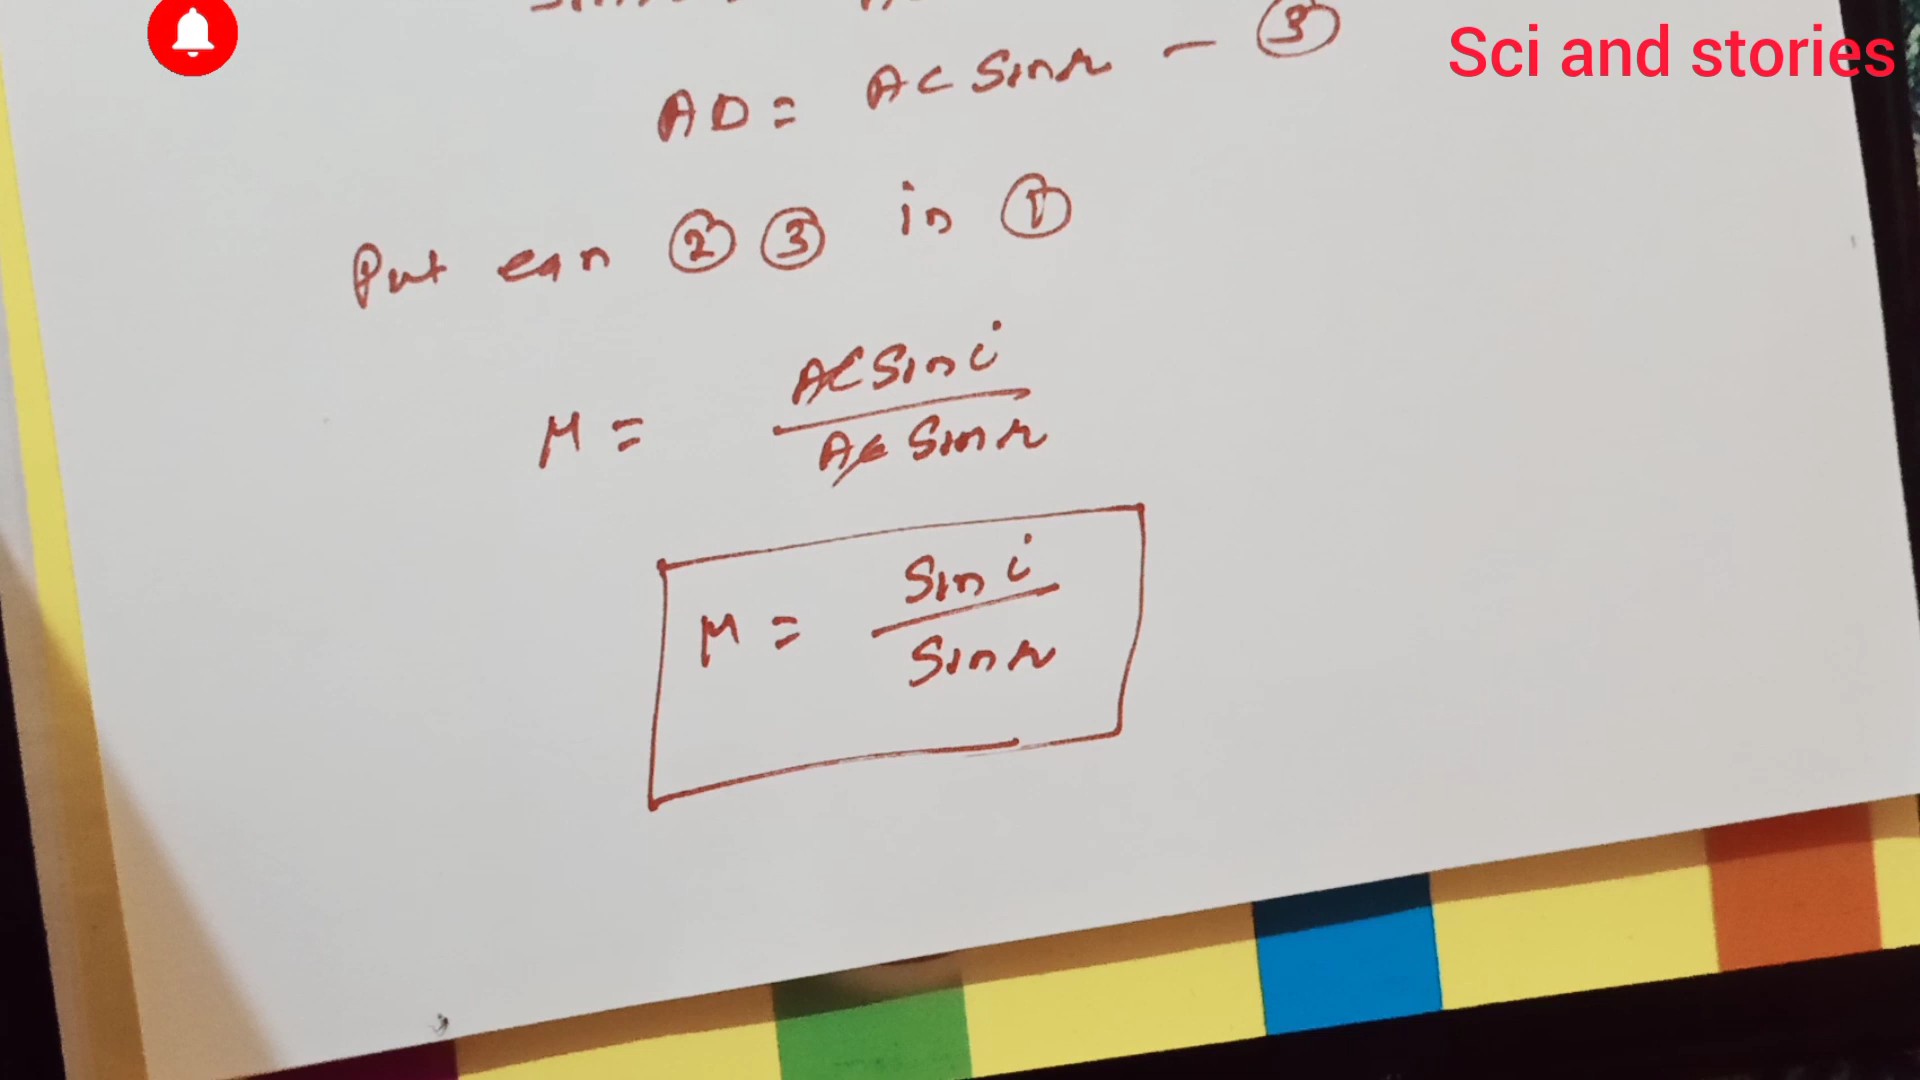 Sci and stories
AD = AC Sin r — ③
Put eqn ② ③ in ①
μ = AC Sin i / AC Sin r
μ = Sin i / Sin r